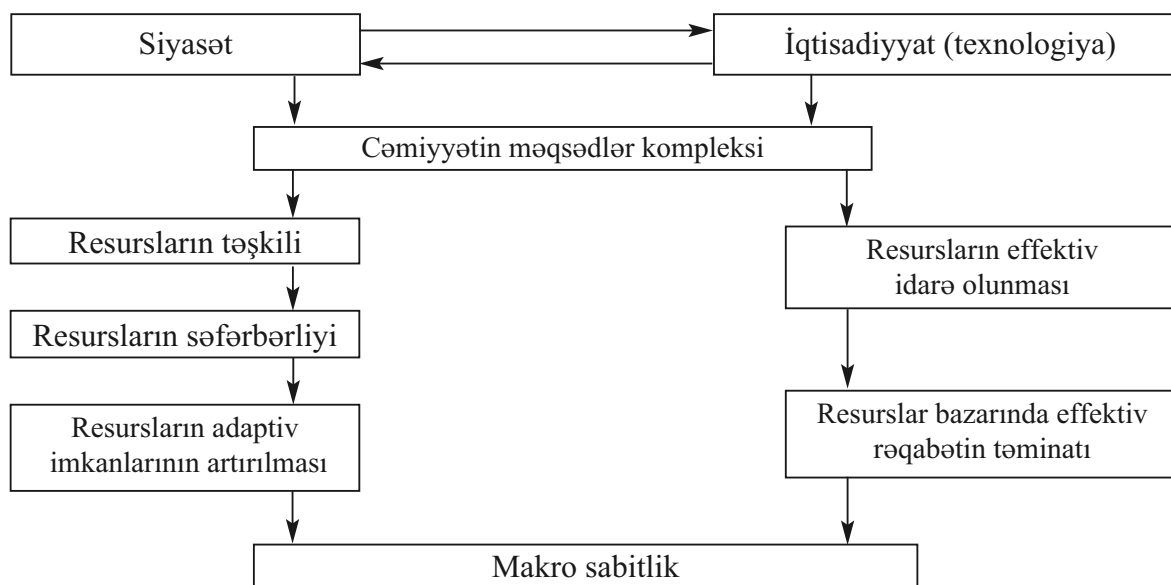 Siyasət
İqtisadiyyat (texnologiya)
Cəmiyyətin məqsədlər kompleksi
Resursların təşkili
Resursların səfərbərliyi
Resursların adaptiv
imkanlarının artırılması
Resursların effektiv
idarə olunması
Resurslar bazarında effektiv
rəqabətin təminatı
Makro sabitlik